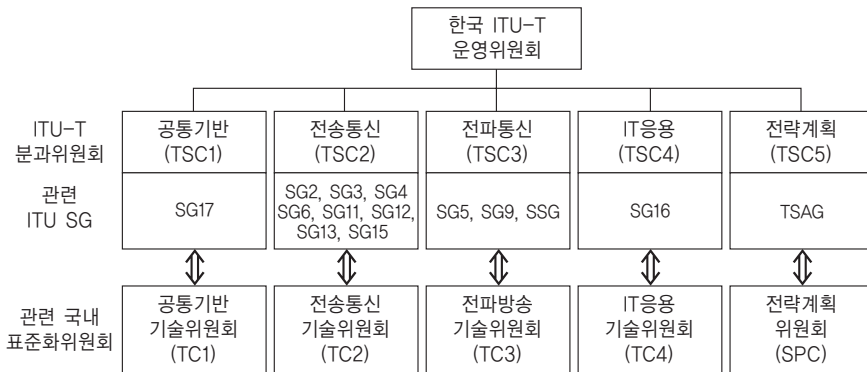 한국 ITU-T
운영위원회
ITU-T
분과위원회
공통기반
(TSC1)
전송통신
(TSC2)
전파통신
(TSC3)
IT응용
(TSC4)
전략계획
(TSC5)
관련
ITU SG
SG17
SG2, SG3, SG4
SG6, SG11, SG12,
SG13, SG15
SG5, SG9, SSG
SG16
TSAG
관련 국내
표준화위원회
공통기반
기술위원회
(TC1)
전송통신
기술위원회
(TC2)
전파방송
기술위원회
(TC3)
IT응용
기술위원회
(TC4)
전략계획
위원회
(SPC)